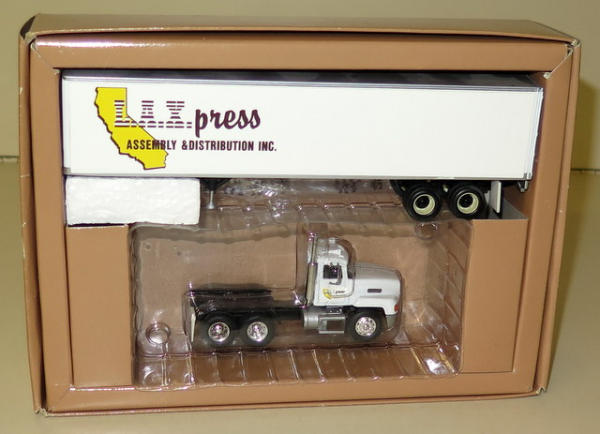 L.A.X.press
ASSEMBLY & DISTRIBUTION INC.